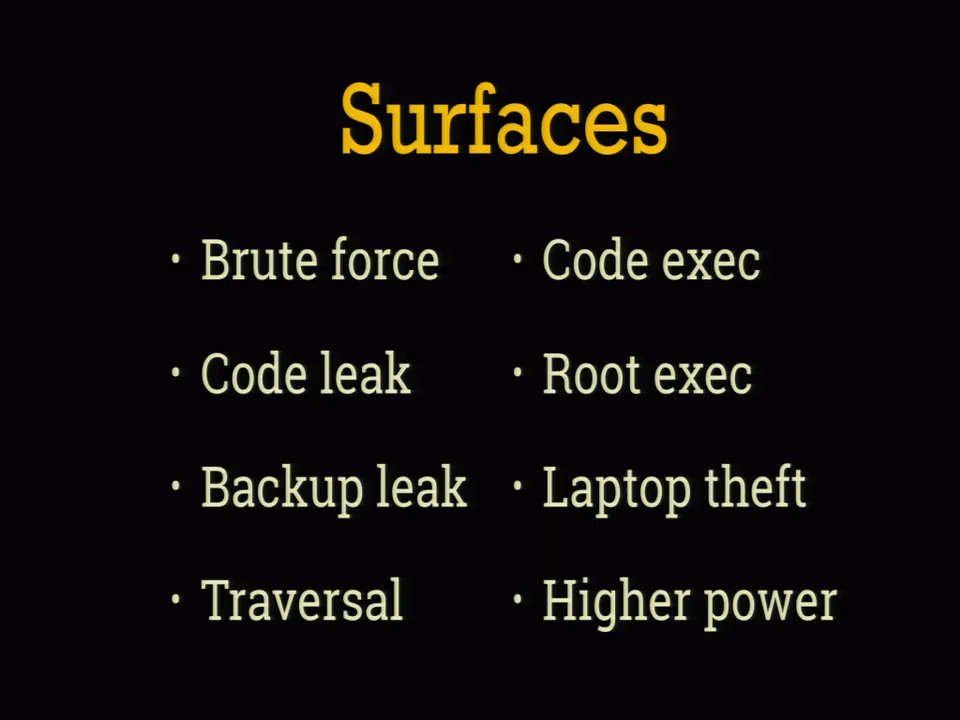 Surfaces
· Brute force
· Code leak
· Backup leak
· Traversal
· Code exec
· Root exec
· Laptop theft
· Higher power